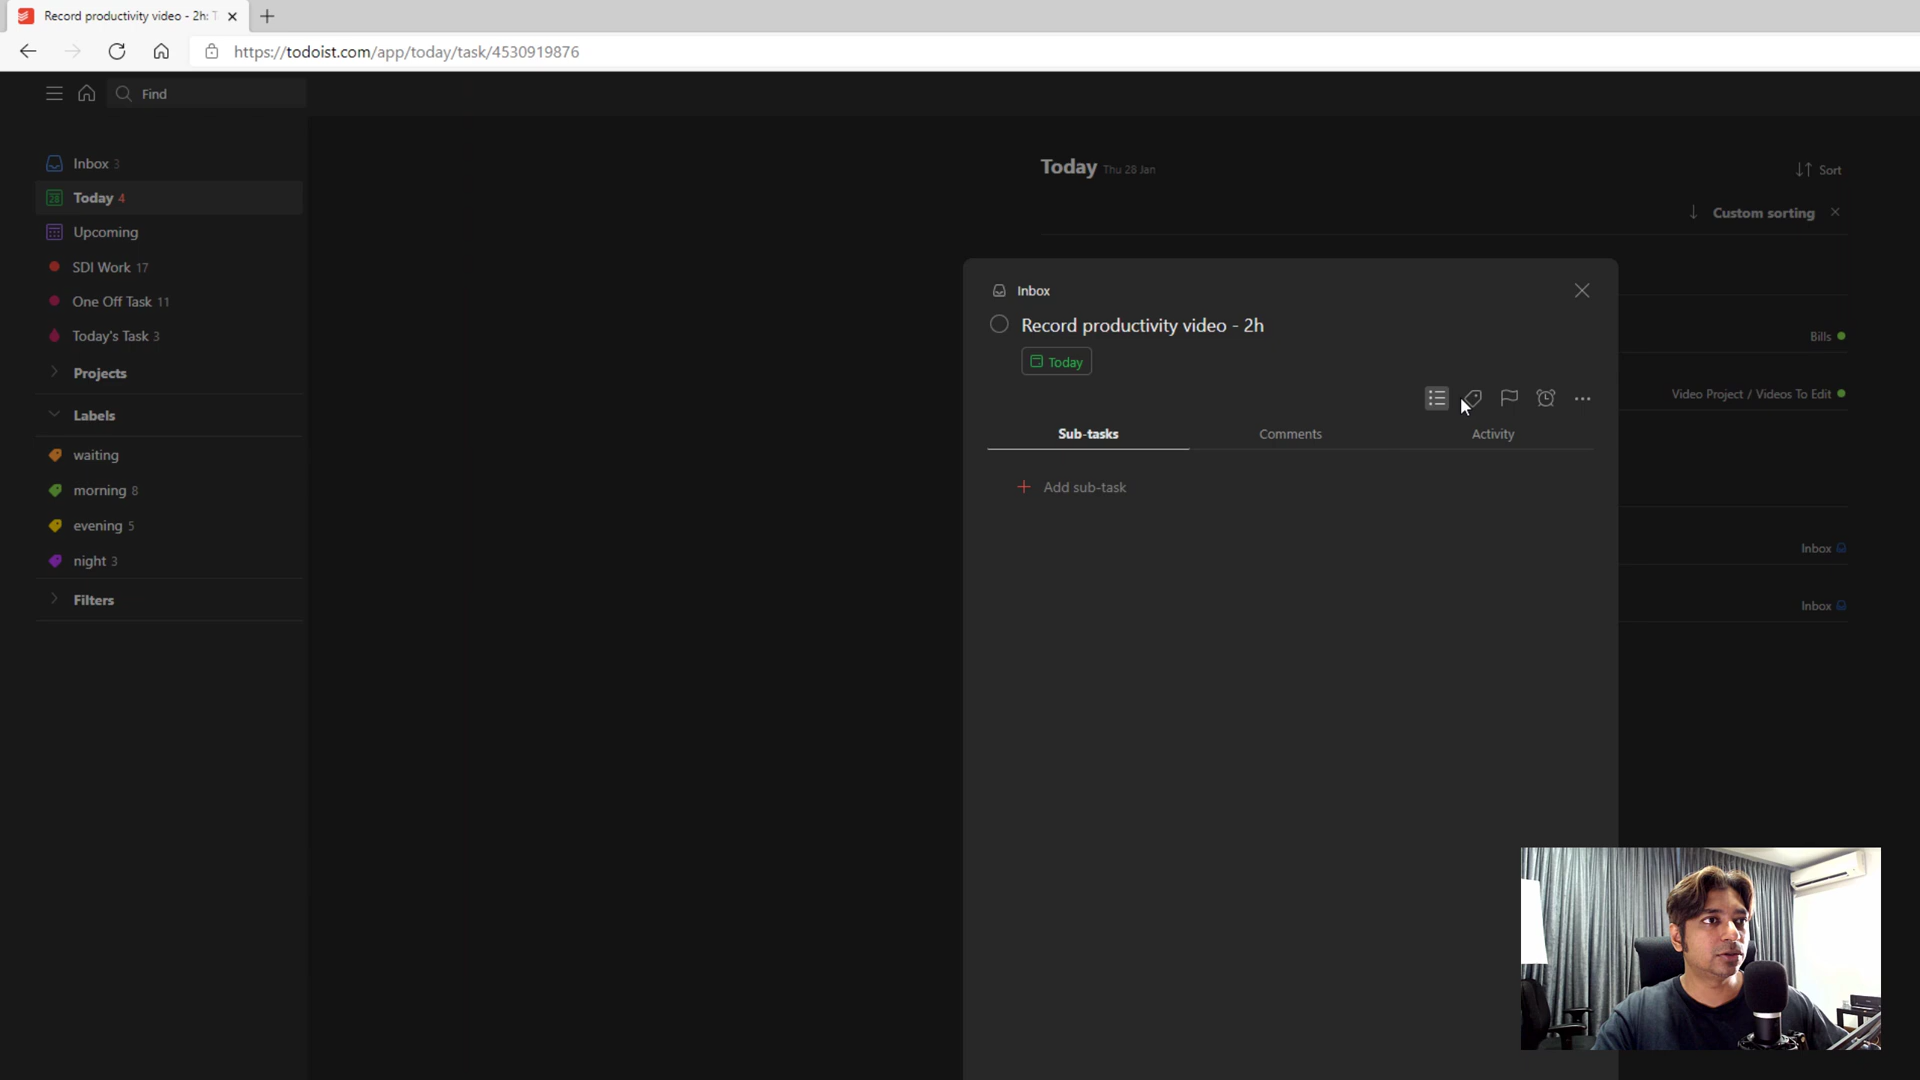 Record productivity video - 2h: T
https://todoist.com/app/today/task/4530919876
Find
Inbox 3
28 Today 4
Upcoming
SDI Work 17
One Off Task 11
Today's Task 3
Projects
Labels
waiting
morning 8
evening 5
night 3
Filters
Today Thu 28 Jan
Sort
Custom sorting
Inbox
Record productivity video - 2h
Today
Sub-tasks Comments Activity
Add sub-task
Bills
Video Project / Videos To Edit
Inbox
Inbox